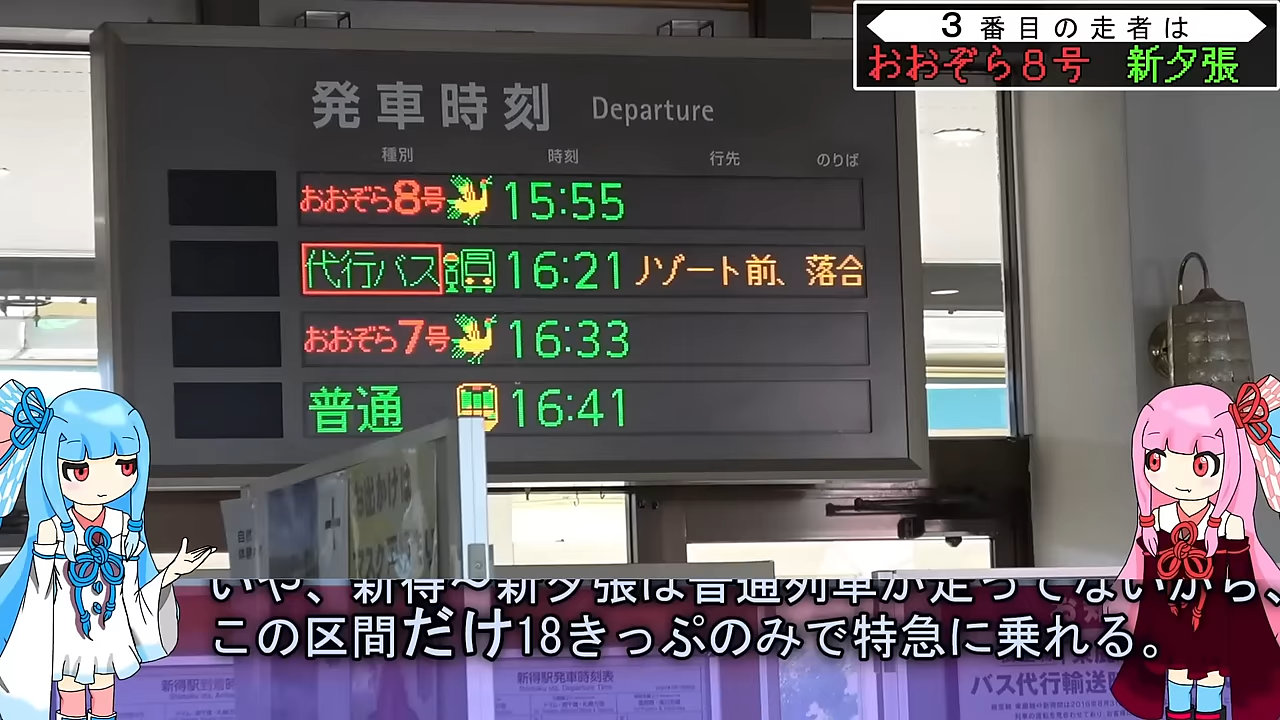 3番目の走者は
おおぞら8号 新夕張
発車時刻 Departure
種別 時刻 行先 のりば
おおぞら8号 15:55
代行バス 16:21 リゾート前、落合
おおぞら7号 16:33
普通 16:41
お出かけは
いや、新得～新夕張は普通列車が走ってないから、
この区間だけ18きっぷのみで特急に乗れる。
新得駅発車時刻表
バス代行輸送